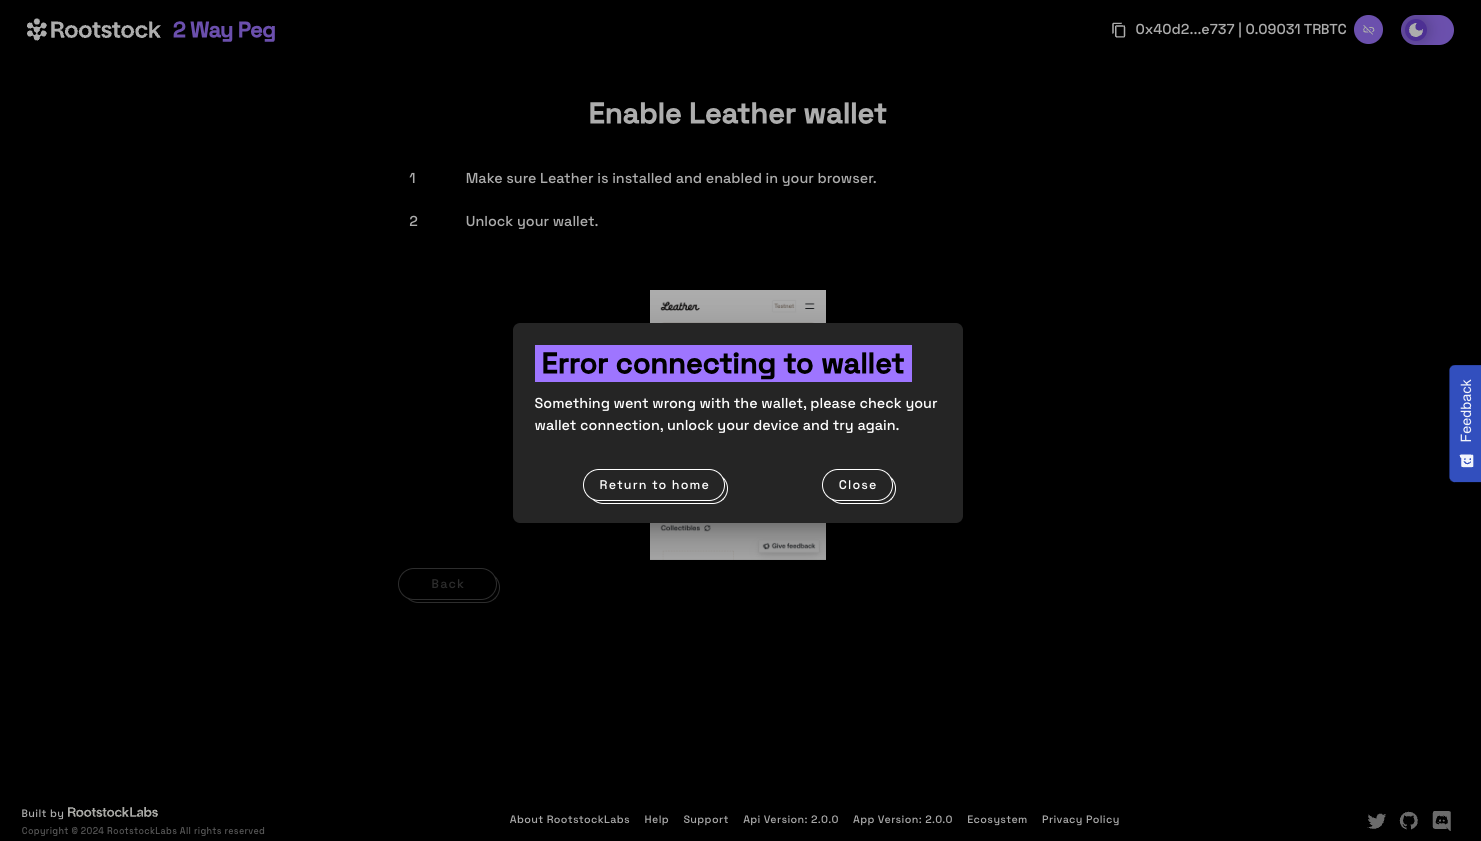 Rootstock 2 Way Peg
0x40d2...e737 | 0.09031 TRBTC
Enable Leather wallet
1 Make sure Leather is installed and enabled in your browser.
2 Unlock your wallet.
Leather
Testnet
Error connecting to wallet
Something went wrong with the wallet, please check your
wallet connection, unlock your device and try again.
Return to home Close
Collectibles
Give feedback
Back
Feedback
Built by RootstockLabs
Copyright © 2024 RootstockLabs All rights reserved
About RootstockLabs Help Support Api Version: 2.0.0 App Version: 2.0.0 Ecosystem Privacy Policy